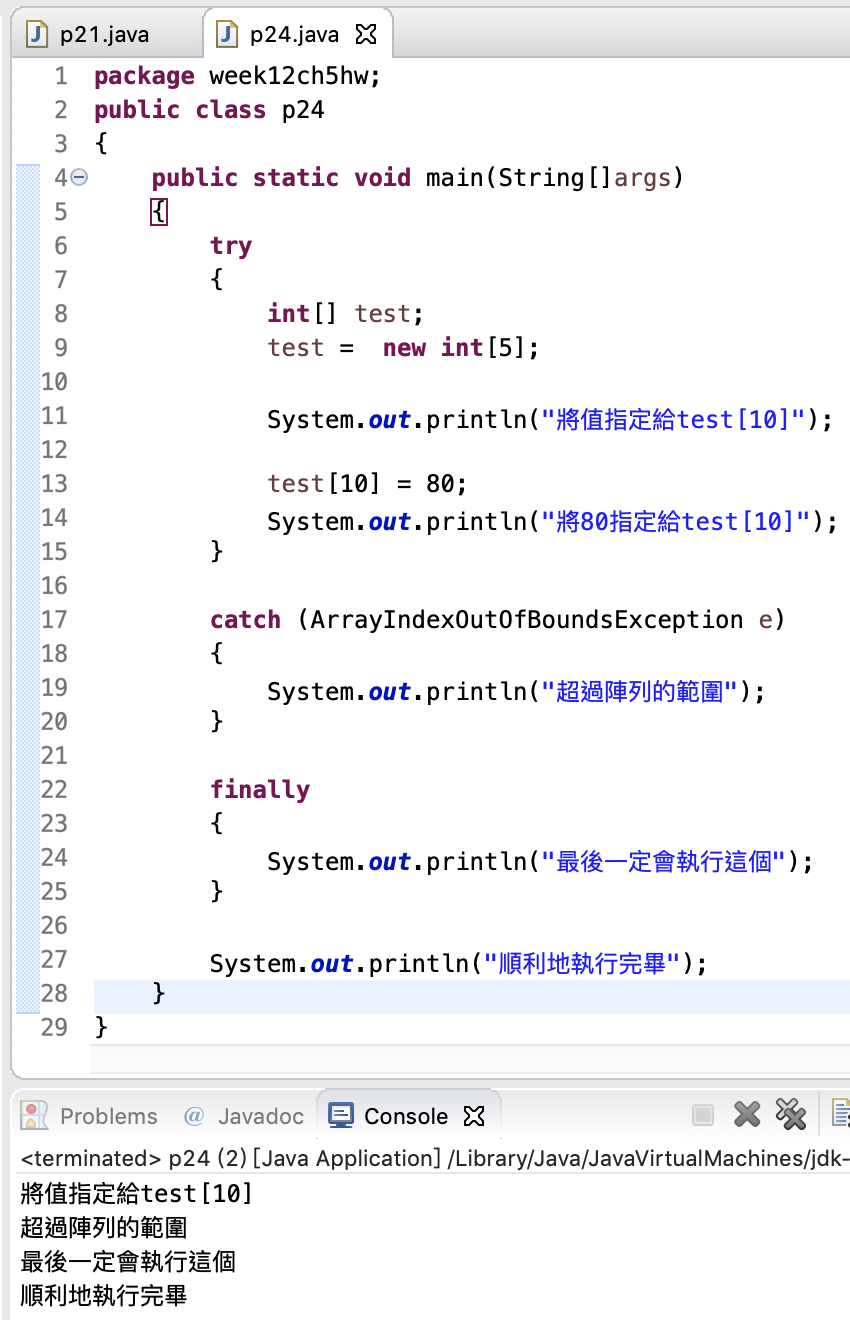 p21.java p24.java
1 package week12ch5hw;
2 public class p24
3 {
4 public static void main(String[]args)
5 {
6 try
7 {
8 int[] test;
9 test =  new int[5];
10
11 System.out.println("將值指定給test[10]");
12
13 test[10] = 80;
14 System.out.println("將80指定給test[10]");
15 }
16
17 catch (ArrayIndexOutOfBoundsException e)
18 {
19 System.out.println("超過陣列的範圍");
20 }
21
22 finally
23 {
24 System.out.println("最後一定會執行這個");
25 }
26
27 System.out.println("順利地執行完畢");
28 }
29 }
Problems @ Javadoc Console
<terminated> p24 (2) [Java Application] /Library/Java/JavaVirtualMachines/jdk-
將值指定給test[10]
超過陣列的範圍
最後一定會執行這個
順利地執行完畢